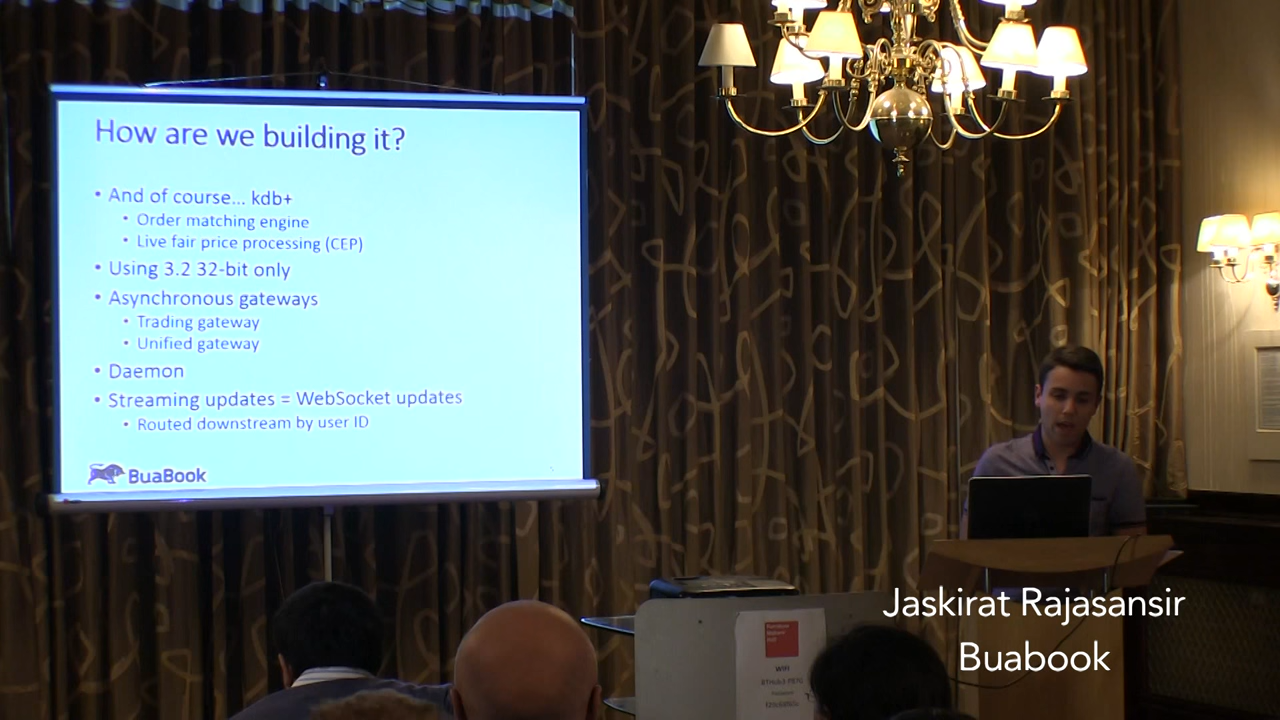 How are we building it?
• And of course... kdb+
• Order matching engine
• Live fair price processing (CEP)
• Using 3.2 32-bit only
• Asynchronous gateways
• Trading gateway
• Unified gateway
• Daemon
• Streaming updates = WebSocket updates
• Routed downstream by user ID
BuaBook
Jaskirat Rajasansir
Buabook